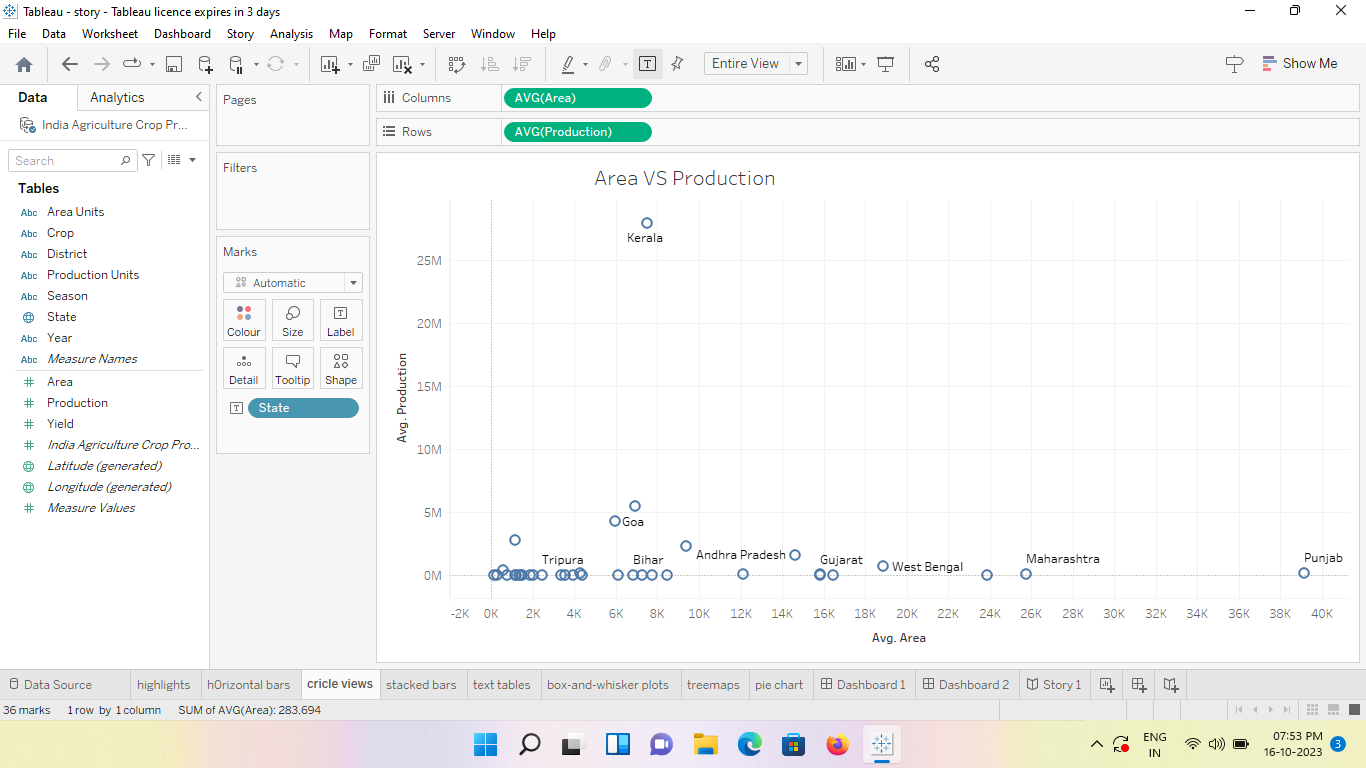 Tableau - story - Tableau licence expires in 3 days
File Data Worksheet Dashboard Story Analysis Map Format Server Window Help
Entire View
Show Me
Data Analytics
India Agriculture Crop Pr...
Search
Tables
Abc Area Units
Abc Crop
Abc District
Abc Production Units
Abc Season
State
Abc Year
Abc Measure Names
Area
Production
Yield
India Agriculture Crop Pro...
Latitude (generated)
Longitude (generated)
Measure Values
Pages
Filters
Marks
Automatic
Colour Size Label
Detail Tooltip Shape
State
Columns AVG(Area)
Rows AVG(Production)
Area VS Production
Kerala
25M
20M
15M
10M
5M
0M
Avg. Production
Goa
Tripura
Bihar
Andhra Pradesh
Gujarat
West Bengal
Maharashtra
Punjab
-2K 0K 2K 4K 6K 8K 10K 12K 14K 16K 18K 20K 22K 24K 26K 28K 30K 32K 34K 36K 38K 40K
Avg. Area
Data Source highlights h0rizontal bars cricle views stacked bars text tables box-and-whisker plots treemaps pie chart Dashboard 1 Dashboard 2 Story 1
36 marks 1 row by 1 column SUM of AVG(Area): 283,694
ENG
IN
07:53 PM
16-10-2023
3